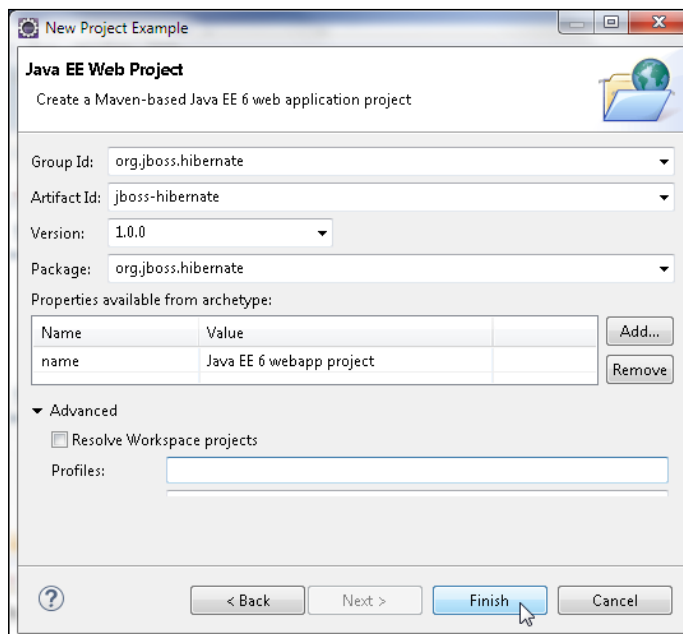 New Project Example
Java EE Web Project
Create a Maven-based Java EE 6 web application project
Group Id: org.jboss.hibernate
Artifact Id: jboss-hibernate
Version: 1.0.0
Package: org.jboss.hibernate
Properties available from archetype:
Name Value
Add...
name Java EE 6 webapp project
Remove
Advanced
Resolve Workspace projects
Profiles:
? < Back Next > Finish Cancel